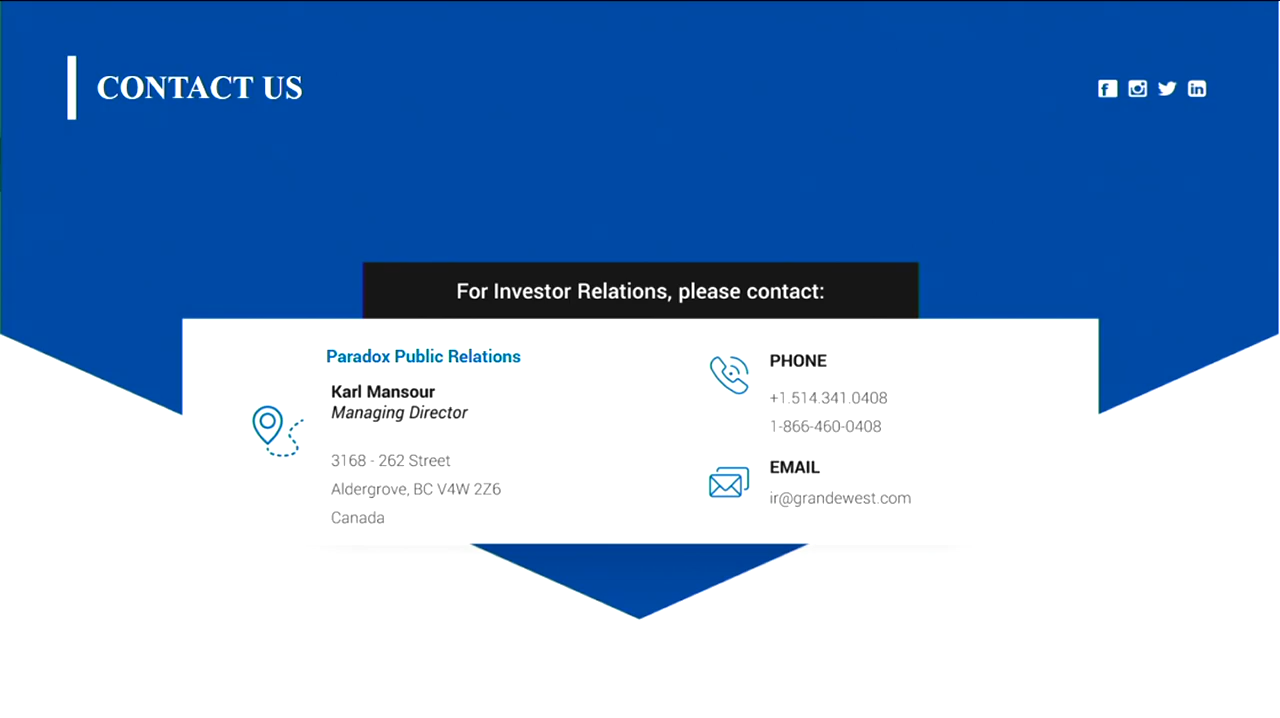 CONTACT US
For Investor Relations, please contact:
Paradox Public Relations
Karl Mansour
Managing Director
3168 - 262 Street
Aldergrove, BC V4W 2Z6
Canada
PHONE
+1.514.341.0408
1-866-460-0408
EMAIL
ir@grandewest.com